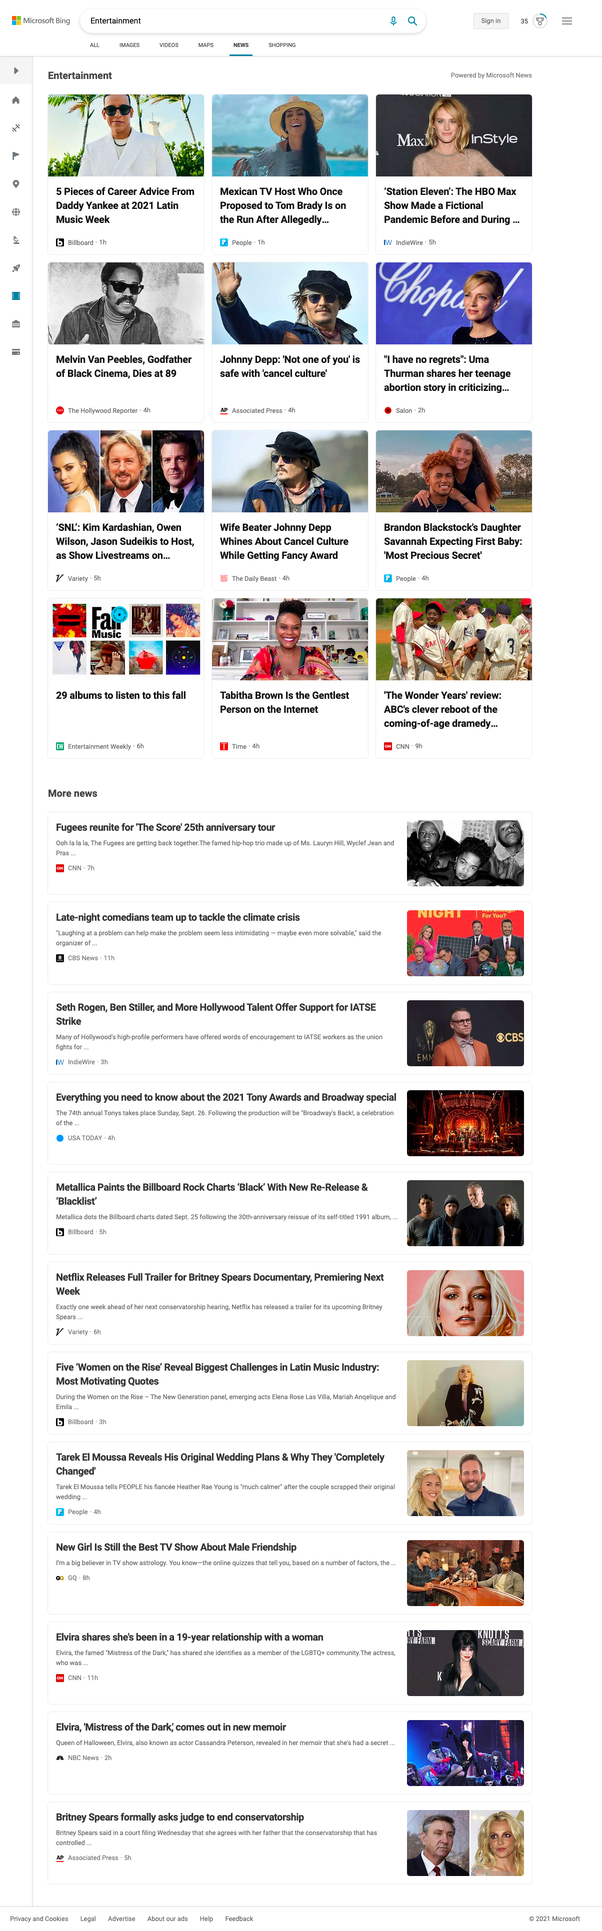 Microsoft Bing
Entertainment
Sign in
35
ALL
IMAGES
VIDEOS
MAPS
NEWS
SHOPPING
Entertainment
Powered by Microsoft News
Max
InStyle
5 Pieces of Career Advice From
Daddy Yankee at 2021 Latin
Music Week
Billboard · 1h
Mexican TV Host Who Once
Proposed to Tom Brady Is on
the Run After Allegedly...
People · 1h
'Station Eleven': The HBO Max
Show Made a Fictional
Pandemic Before and During ...
IndieWire · 5h
Chopard
Melvin Van Peebles, Godfather
of Black Cinema, Dies at 89
The Hollywood Reporter · 4h
Johnny Depp: 'Not one of you' is
safe with 'cancel culture'
Associated Press · 4h
"I have no regrets": Uma
Thurman shares her teenage
abortion story in criticizing...
Salon · 2h
'SNL': Kim Kardashian, Owen
Wilson, Jason Sudeikis to Host,
as Show Livestreams on...
Variety · 5h
Wife Beater Johnny Depp
Whines About Cancel Culture
While Getting Fancy Award
The Daily Beast · 4h
Brandon Blackstock's Daughter
Savannah Expecting First Baby:
'Most Precious Secret'
People · 4h
Fall
Music
3
29 albums to listen to this fall
Entertainment Weekly · 6h
Tabitha Brown Is the Gentlest
Person on the Internet
Time · 4h
'The Wonder Years' review:
ABC's clever reboot of the
coming-of-age dramedy...
CNN · 9h
More news
Fugees reunite for 'The Score' 25th anniversary tour
Ooh la la la, The Fugees are getting back together.The famed hip-hop trio made up of Ms. Lauryn Hill, Wyclef Jean and
Pras ...
CNN · 7h
Late-night comedians team up to tackle the climate crisis
"Laughing at a problem can help make the problem seem less intimidating — maybe even more solvable," said the
organizer of ...
CBS News · 11h
NIGHT
For You?
Seth Rogen, Ben Stiller, and More Hollywood Talent Offer Support for IATSE
Strike
Many of Hollywood's high-profile performers have offered words of encouragement to IATSE workers as the union
fights for ...
IndieWire · 3h
EMM
CBS
Everything you need to know about the 2021 Tony Awards and Broadway special
The 74th annual Tonys takes place Sunday, Sept. 26. Following the production will be "Broadway's Back!, a celebration
of the ...
USA TODAY · 4h
Metallica Paints the Billboard Rock Charts 'Black' With New Re-Release &
'Blacklist'
Metallica dots the Billboard charts dated Sept. 25 following the 30th-anniversary reissue of its self-titled 1991 album, ...
Billboard · 5h
Netflix Releases Full Trailer for Britney Spears Documentary, Premiering Next
Week
Exactly one week ahead of her next conservatorship hearing, Netflix has released a trailer for its upcoming Britney
Spears ...
Variety · 6h
Five 'Women on the Rise' Reveal Biggest Challenges in Latin Music Industry:
Most Motivating Quotes
During the Women on the Rise – The New Generation panel, emerging acts Elena Rose Las Villa, Mariah Angelique and
Emila ...
Billboard · 3h
Tarek El Moussa Reveals His Original Wedding Plans & Why They 'Completely
Changed'
Tarek El Moussa tells PEOPLE his fiancée Heather Rae Young is "much calmer" after the couple scrapped their original
wedding ...
People · 4h
New Girl Is Still the Best TV Show About Male Friendship
I'm a big believer in TV show astrology. You know—the online quizzes that tell you, based on a number of factors, the ...
GQ · 8h
Elvira shares she's been in a 19-year relationship with a woman
Elvira, the famed "Mistress of the Dark," has shared she identifies as a member of the LGBTQ+ community.The actress,
who was ...
CNN · 11h
KNOTT'S
SCARY FARM
Elvira, 'Mistress of the Dark,' comes out in new memoir
Queen of Halloween, Elvira, also known as actor Cassandra Peterson, revealed in her memoir that she's had a secret ...
NBC News · 2h
Britney Spears formally asks judge to end conservatorship
Britney Spears said in a court filing Wednesday that she agrees with her father that the conservatorship that has
controlled ...
Associated Press · 5h
Privacy and Cookies
Legal
Advertise
About our ads
Help
Feedback
© 2021 Microsoft